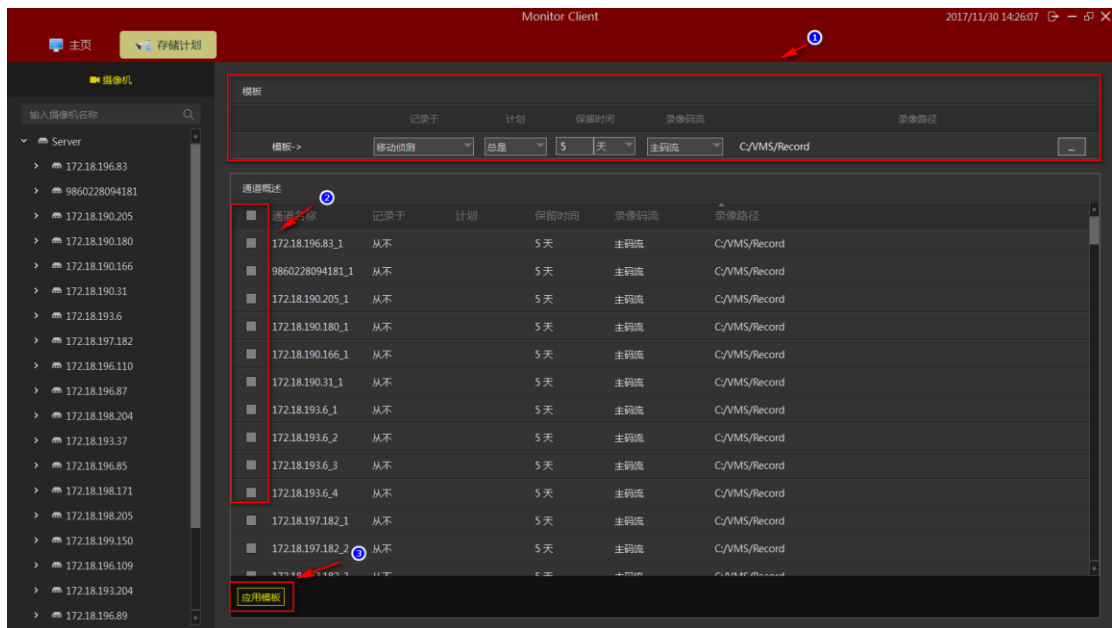 Monitor Client
2017/11/30 14:26:07
主页 存储计划
①
摄像机
模板
输入摄像机名称
记录于 计划 保留时间 录像码流 录像路径
模板-> 移动侦测 总是 5 天 主码流 C:/VMS/Record ...
Server
172.18.196.83
9860228094181
172.18.190.205
172.18.190.180
172.18.190.166
172.18.190.31
172.18.193.6
172.18.197.182
172.18.196.110
172.18.196.87
172.18.198.204
172.18.193.37
172.18.196.85
172.18.198.171
172.18.198.205
172.18.199.150
172.18.196.109
172.18.193.204
172.18.196.89
通道概述
②
通道名称 记录于 计划 保留时间 录像码流 录像路径
172.18.196.83_1 从不 5 天 主码流 C:/VMS/Record
9860228094181_1 从不 5 天 主码流 C:/VMS/Record
172.18.190.205_1 从不 5 天 主码流 C:/VMS/Record
172.18.190.180_1 从不 5 天 主码流 C:/VMS/Record
172.18.190.166_1 从不 5 天 主码流 C:/VMS/Record
172.18.190.31_1 从不 5 天 主码流 C:/VMS/Record
172.18.193.6_1 从不 5 天 主码流 C:/VMS/Record
172.18.193.6_2 从不 5 天 主码流 C:/VMS/Record
172.18.193.6_3 从不 5 天 主码流 C:/VMS/Record
172.18.193.6_4 从不 5 天 主码流 C:/VMS/Record
172.18.197.182_1 从不 5 天 主码流 C:/VMS/Record
172.18.197.182_2 从不 5 天 主码流 C:/VMS/Record
③
应用模板